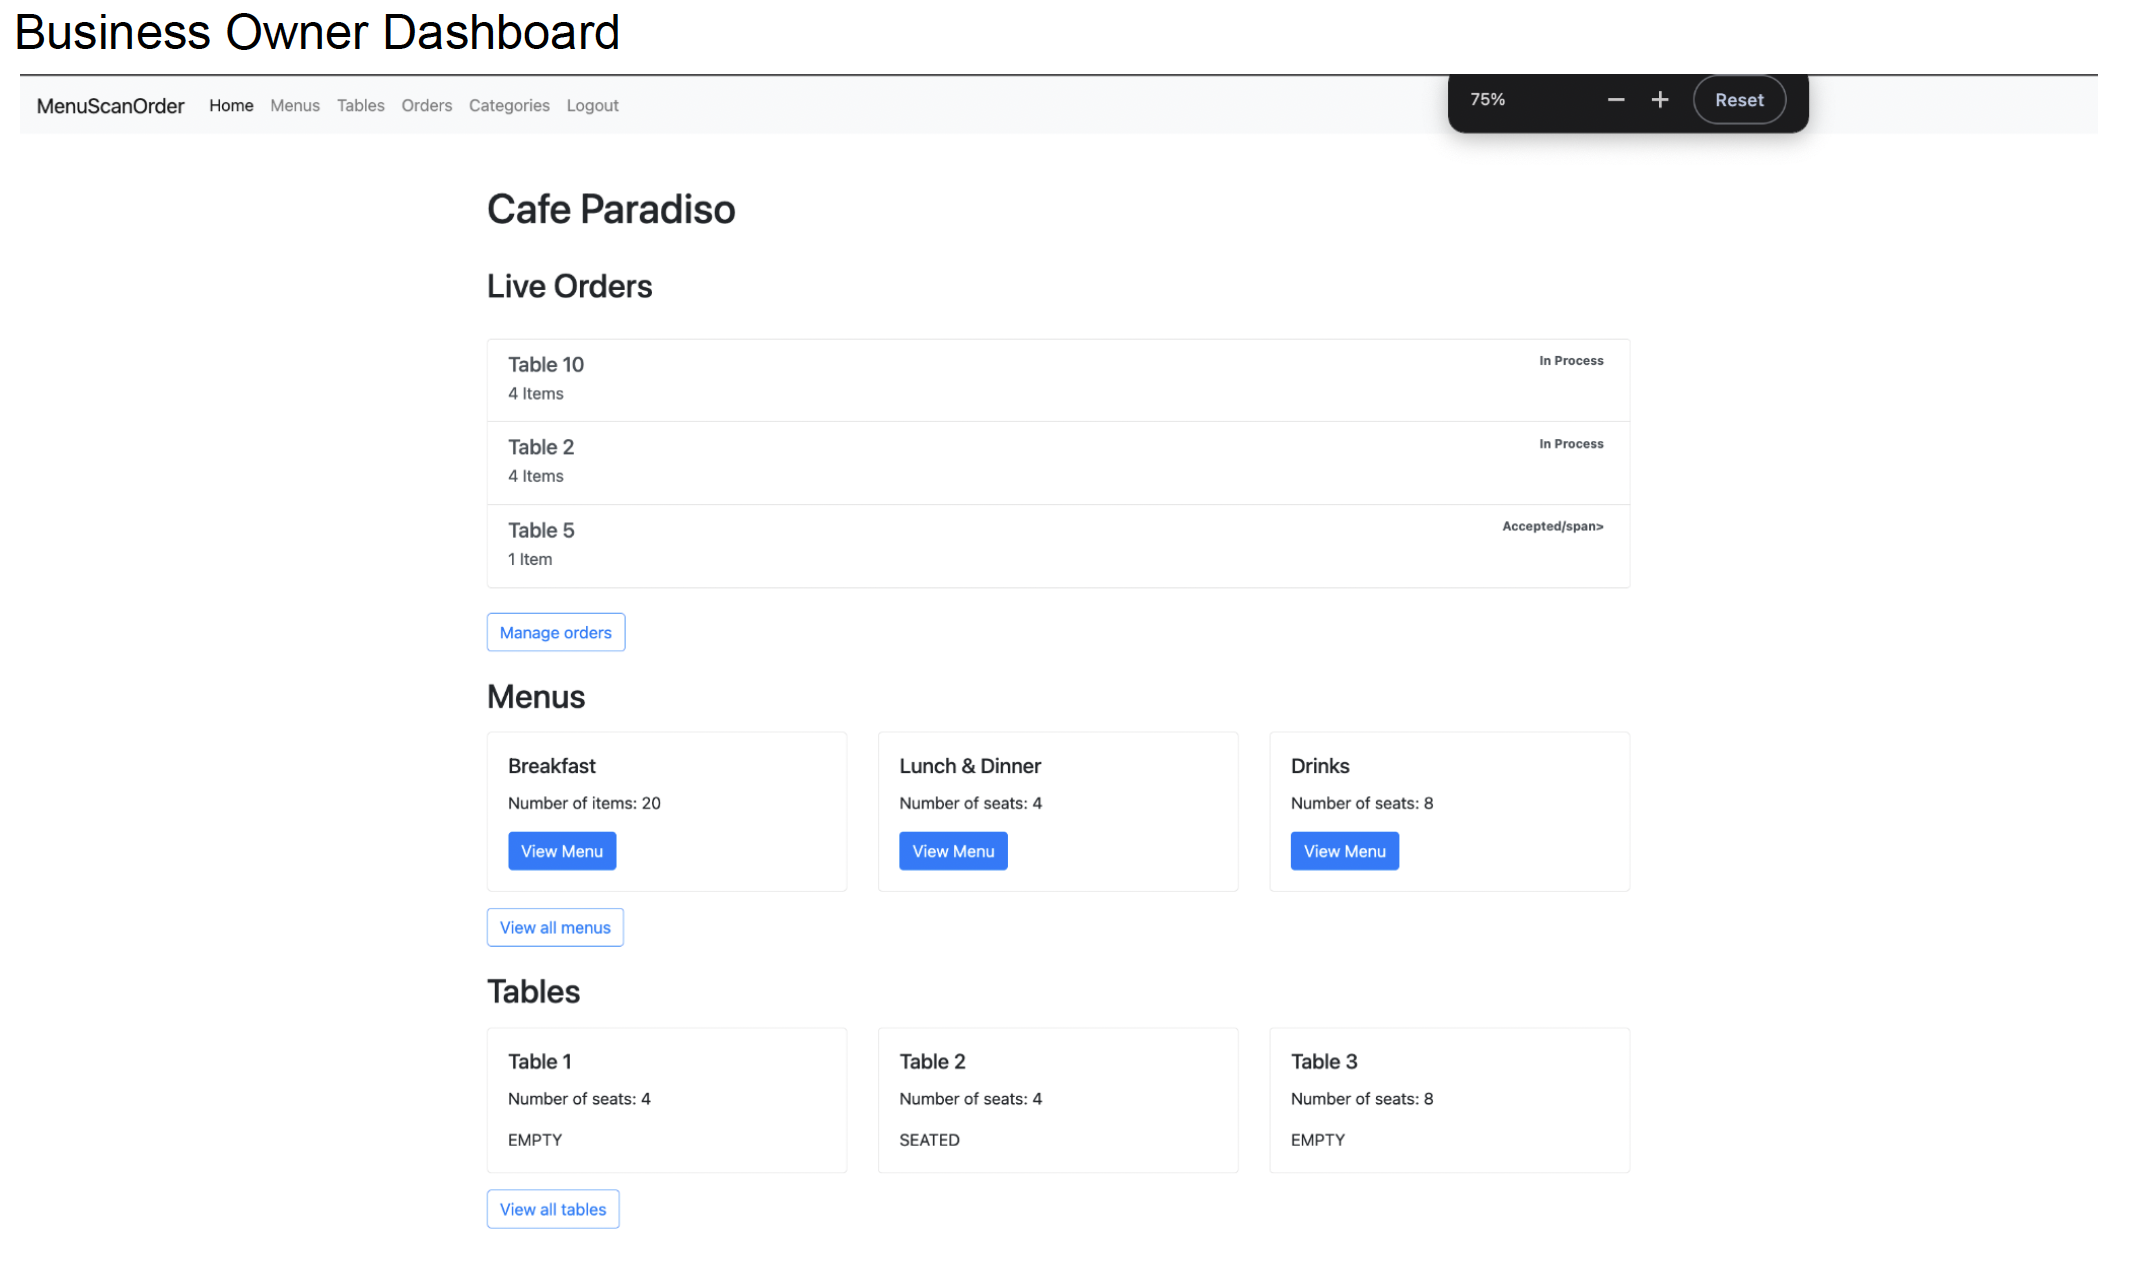 Business Owner Dashboard
MenuScanOrder Home Menus Tables Orders Categories Logout
75% − + Reset
Cafe Paradiso
Live Orders
Table 10 In Process
4 Items
Table 2 In Process
4 Items
Table 5 Accepted/span>
1 Item
Manage orders
Menus
Breakfast
Number of items: 20
View Menu
Lunch & Dinner
Number of seats: 4
View Menu
Drinks
Number of seats: 8
View Menu
View all menus
Tables
Table 1
Number of seats: 4
EMPTY
Table 2
Number of seats: 4
SEATED
Table 3
Number of seats: 8
EMPTY
View all tables